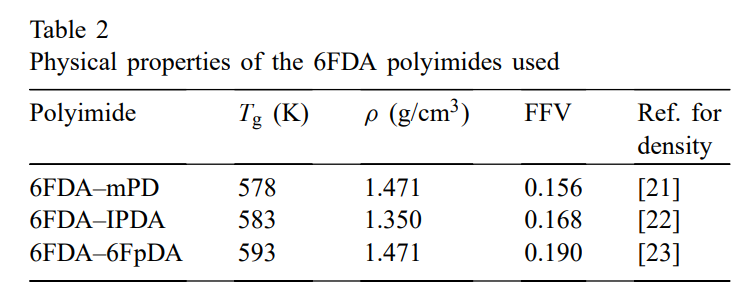 Table 2
Physical properties of the 6FDA polyimides used
Polyimide Tg (K) ρ (g/cm³) FFV Ref. for
density
6FDA–mPD 578 1.471 0.156 [21]
6FDA–IPDA 583 1.350 0.168 [22]
6FDA–6FpDA 593 1.471 0.190 [23]